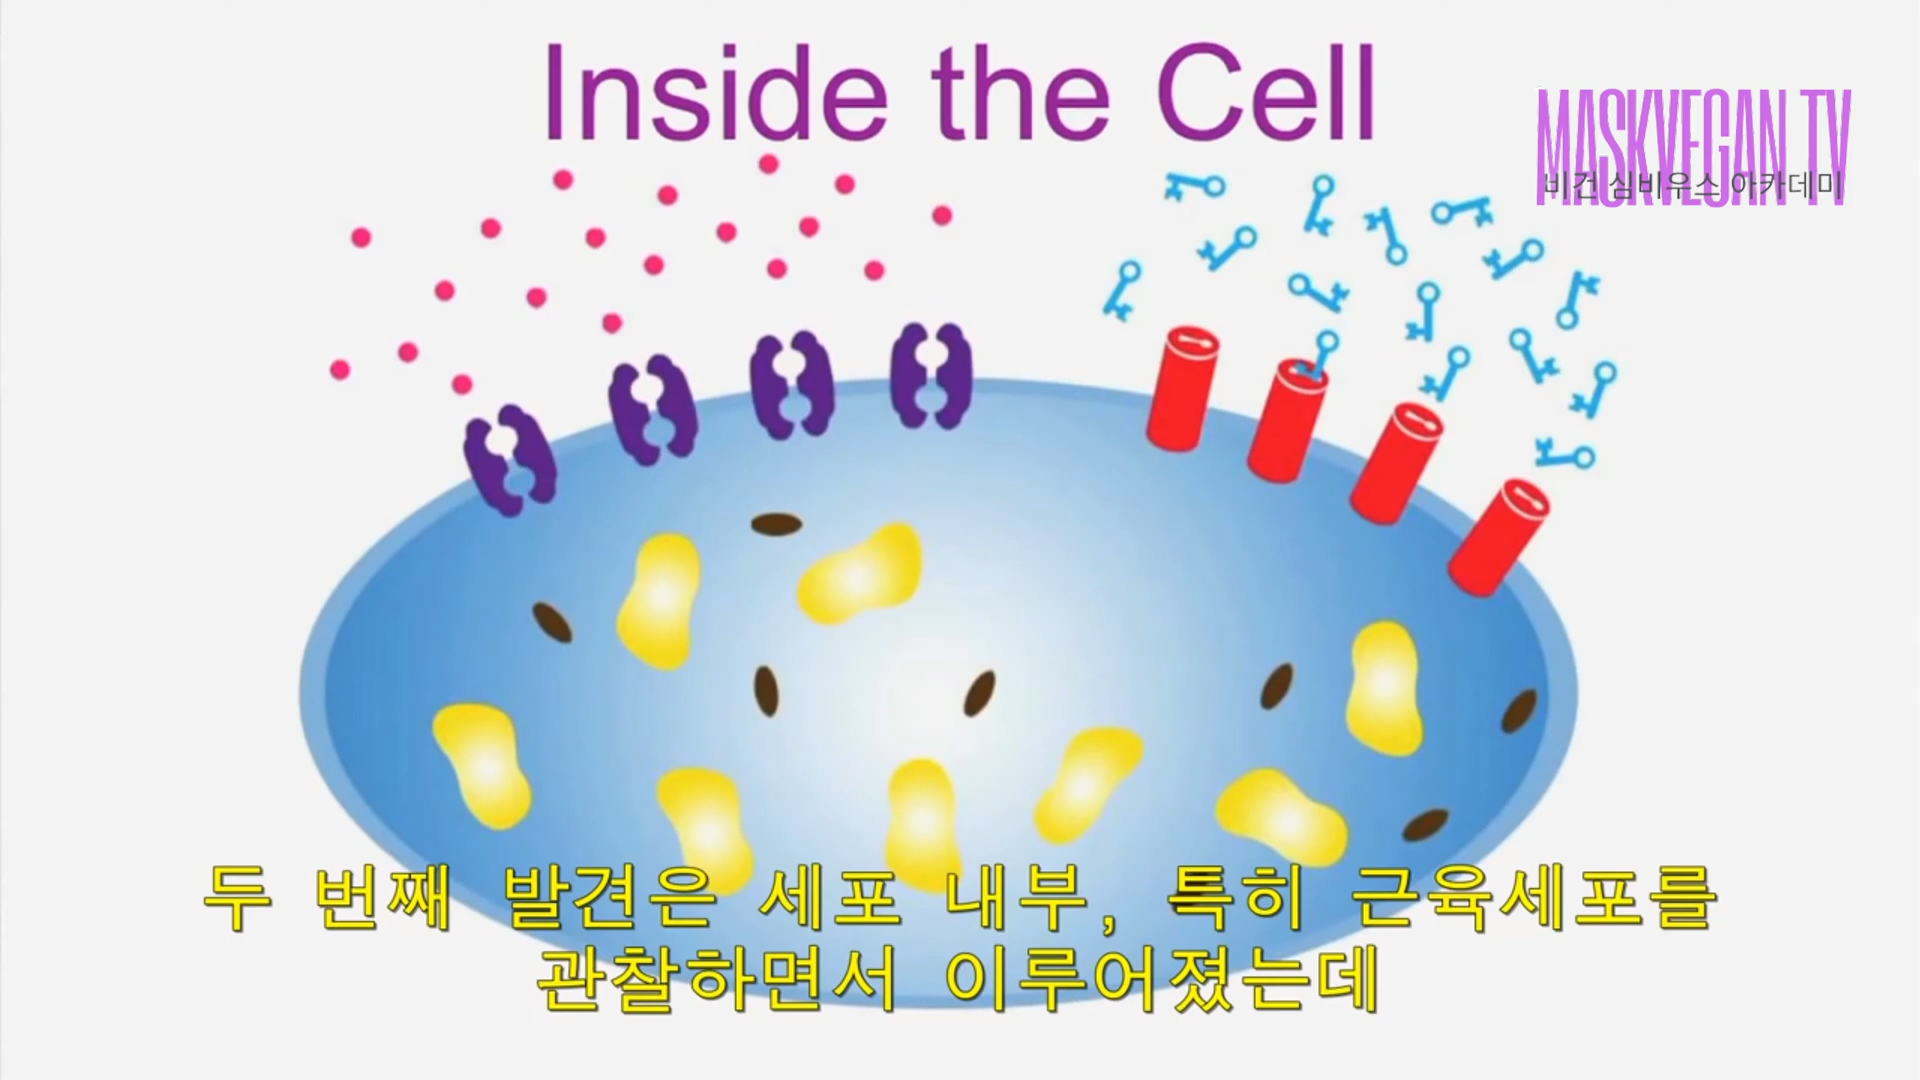 Inside the Cell
MASKVEGAN TV
비건 심비우스 아카데미
두 번째 발견은 세포 내부, 특히 근육세포를
관찰하면서 이루어졌는데